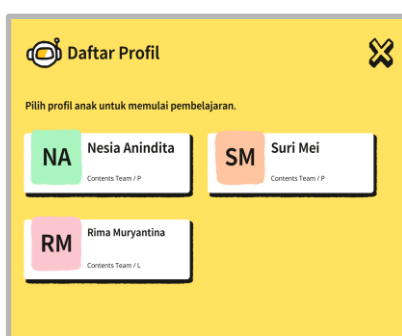 Daftar Profil
Pilih profil anak untuk memulai pembelajaran.
NA
Nesia Anindita
Contents Team / P
SM
Suri Mei
Contents Team / P
RM
Rima Muryantina
Contents Team / L